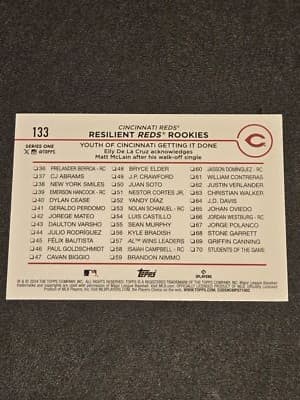 133
CINCINNATI REDS®
RESILIENT REDS® ROOKIES
SERIES ONE
@TOPPS
YOUTH OF CINCINNATI GETTING IT DONE
Elly De La Cruz acknowledges
Matt McLain after his walk-off single
36 PRELANDER BERROA - RC
37 CJ ABRAMS
38 NEW YORK SMILES
39 EMERSON HANCOCK - RC
40 DYLAN CEASE
41 GERALDO PERDOMO
42 JORGE MATEO
43 DAULTON VARSHO
44 JULIO RODRÍGUEZ
45 FÉLIX BAUTISTA
46 PAUL GOLDSCHMIDT
47 CAVAN BIGGIO
48 BRYCE ELDER
49 J.P. CRAWFORD
50 JUAN SOTO
51 NESTOR CORTES JR.
52 YANDY DÍAZ
53 NOLAN SCHANUEL - RC
54 LUIS CASTILLO
55 SEAN MURPHY
56 KYLE BRADISH
57 AL WINS LEADERS
58 ISAIAH CAMPBELL - RC
59 BRANDON NIMMO
60 JASSON DOMINGUEZ - RC
61 WILLIAM CONTRERAS
62 JUSTIN VERLANDER
63 CHRISTIAN WALKER
64 J.D. DAVIS
65 JOHAN OVIEDO
66 JORDAN WESTBURG - RC
67 JORGE POLANCO
68 STONE GARRETT
69 GRIFFIN CANNING
70 STUDENTS OF THE GAME
Topps
PLAYERS